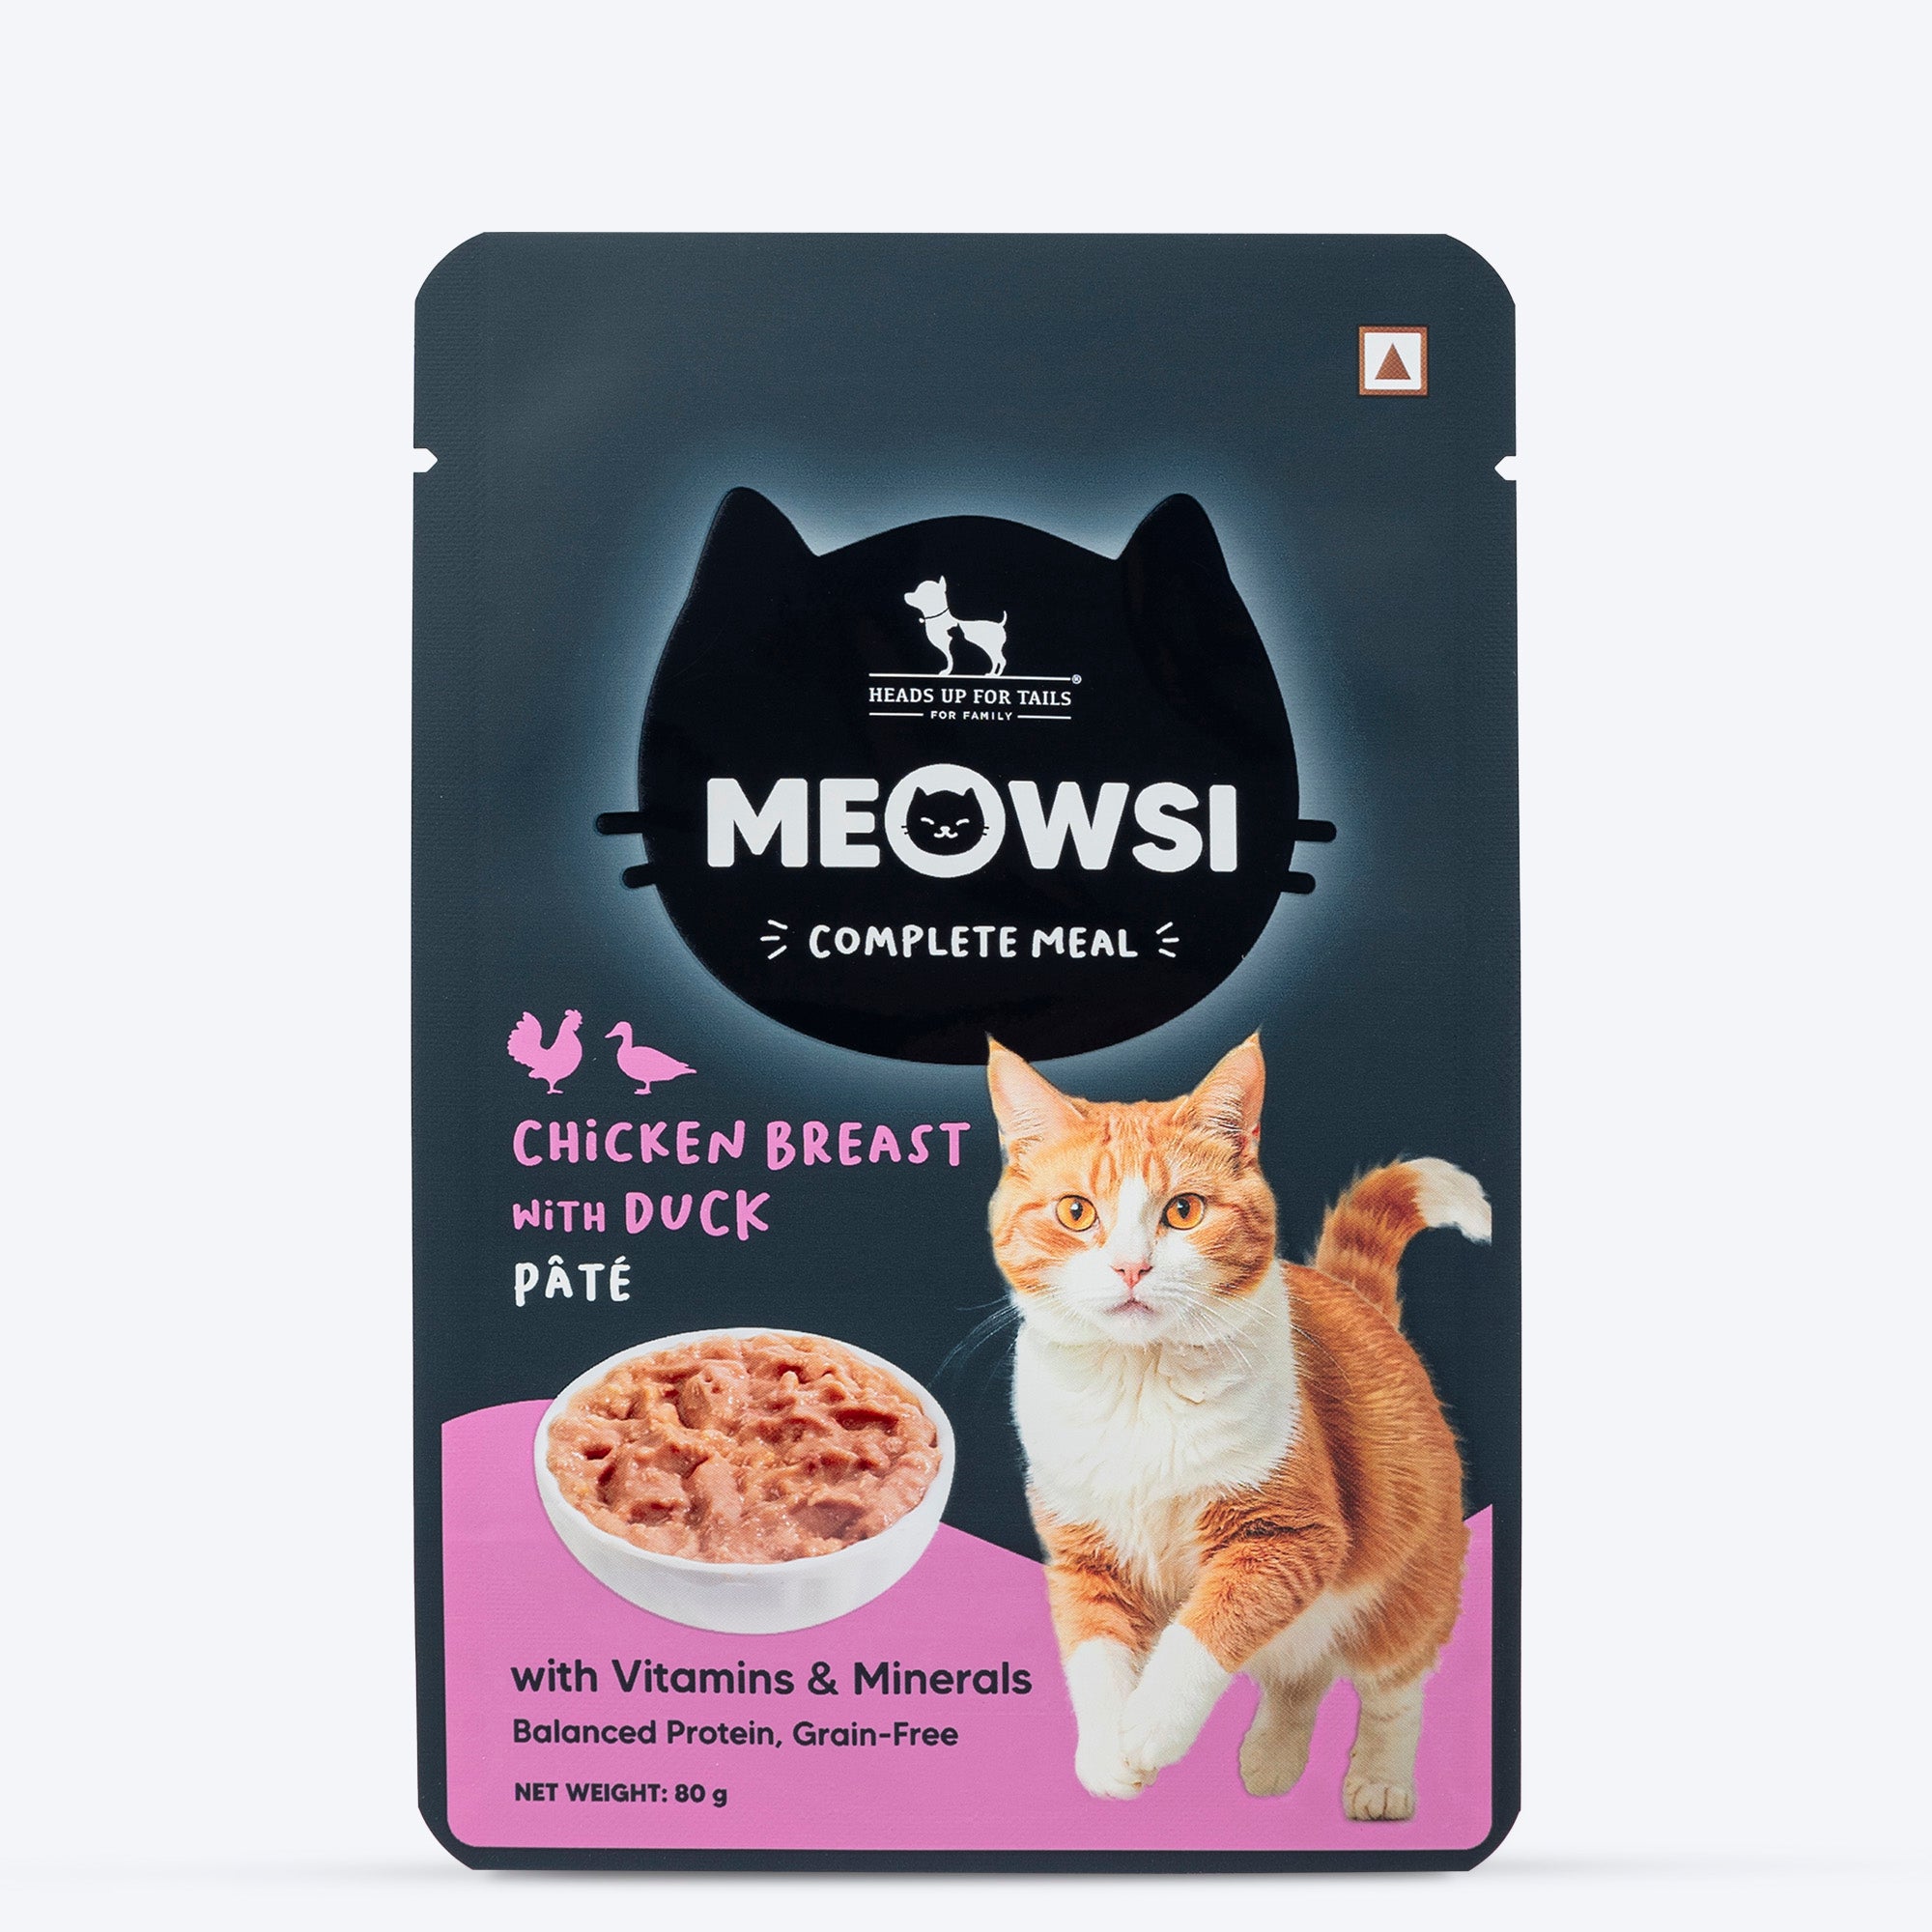 HEADS UP FOR TAILS®
FOR FAMILY
MEOWSI
COMPLETE MEAL
CHiCKEN BREAST
WiTH DUCK
PÂTÉ
with Vitamins & Minerals
Balanced Protein, Grain-Free
NET WEIGHT: 80 g